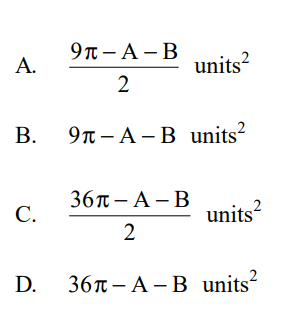 A. (9π – A – B)/2 units²
B. 9π – A – B units²
C. (36π – A – B)/2 units²
D. 36π – A – B units²